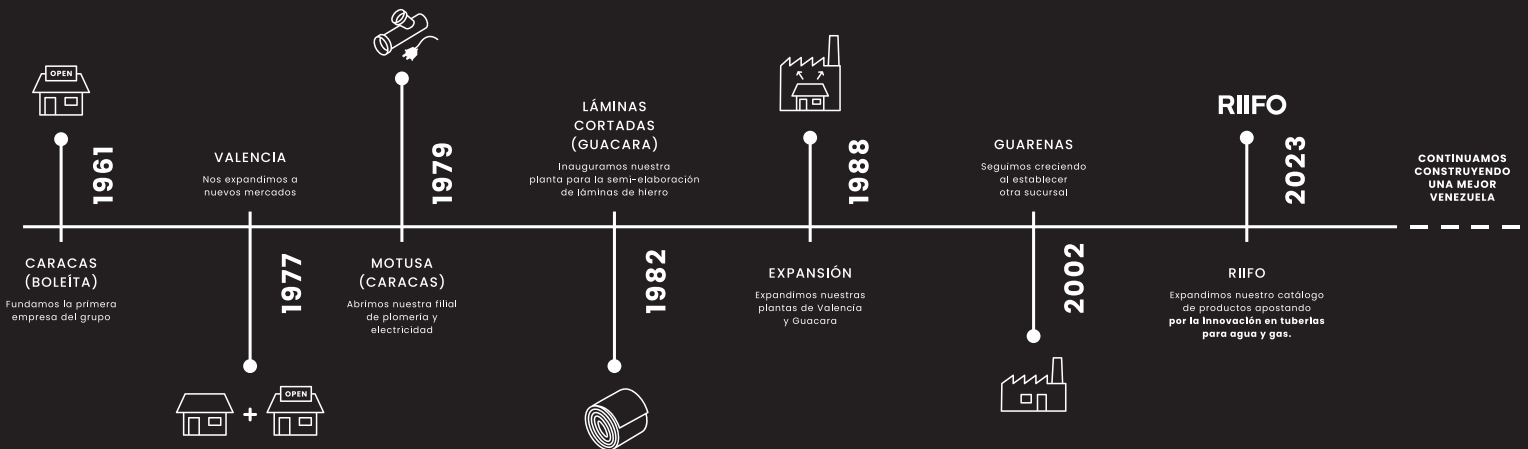 OPEN
1961
CARACAS
(BOLEÍTA)
Fundamos la primera
empresa del grupo
VALENCIA
Nos expandimos a
nuevos mercados
1977
OPEN
+
1979
MOTUSA
(CARACAS)
Abrimos nuestra filial
de plomería y
electricidad
LÁMINAS
CORTADAS
(GUACARA)
Inauguramos nuestra
planta para la semi-elaboración
de láminas de hierro
1982
1988
EXPANSIÓN
Expandimos nuestras
plantas de Valencia
y Guacara
GUARENAS
Seguimos creciendo
al establecer
otra sucursal
2002
RIIFO
2023
RIIFO
Expandimos nuestro catálogo
de productos apostando
por la innovación en tuberías
para agua y gas.
CONTINUAMOS
CONSTRUYENDO
UNA MEJOR
VENEZUELA